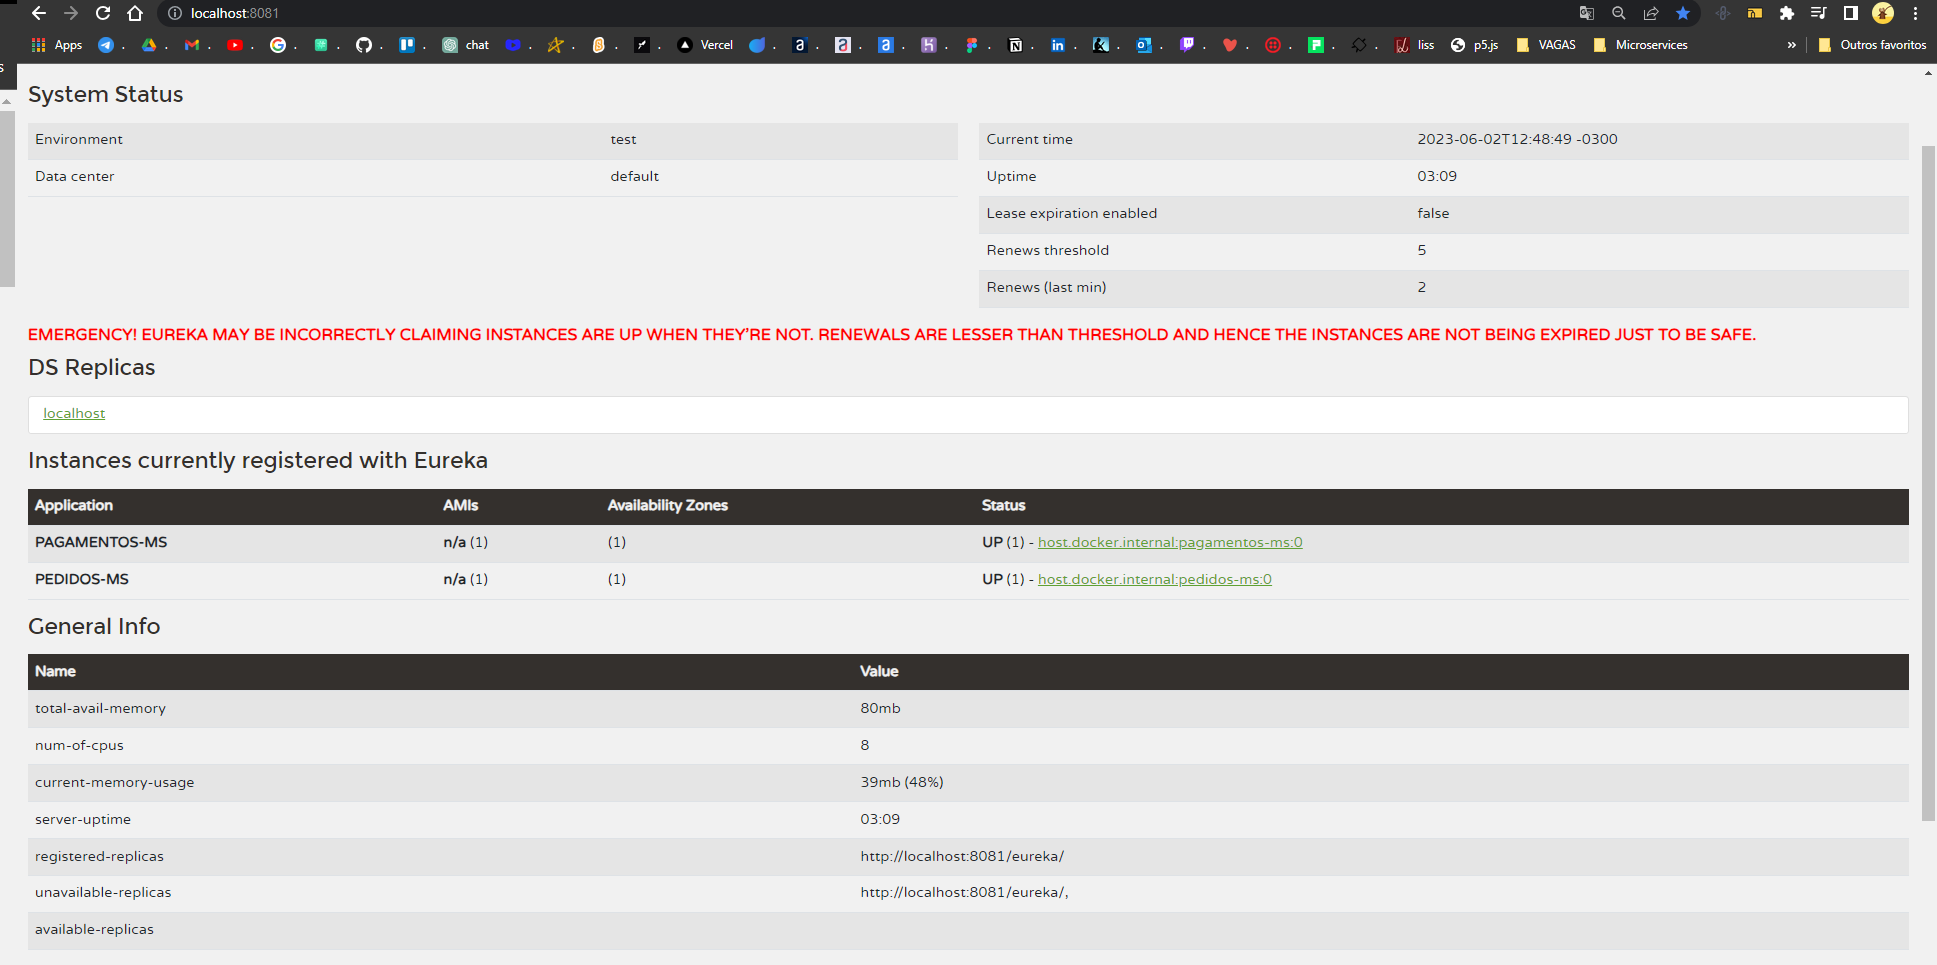 localhost:8081
Apps . . . . . . . . . chat . . . . Vercel . . . . . . . . . . . . . . . liss p5.js VAGAS Microservices » Outros favoritos
s
System Status
Environment test Current time 2023-06-02T12:48:49 -0300
Data center default Uptime 03:09
Lease expiration enabled false
Renews threshold 5
Renews (last min) 2
EMERGENCY! EUREKA MAY BE INCORRECTLY CLAIMING INSTANCES ARE UP WHEN THEY'RE NOT. RENEWALS ARE LESSER THAN THRESHOLD AND HENCE THE INSTANCES ARE NOT BEING EXPIRED JUST TO BE SAFE.
DS Replicas
localhost
Instances currently registered with Eureka
Application AMIs Availability Zones Status
PAGAMENTOS-MS n/a (1) (1) UP (1) - host.docker.internal:pagamentos-ms:0
PEDIDOS-MS n/a (1) (1) UP (1) - host.docker.internal:pedidos-ms:0
General Info
Name Value
total-avail-memory 80mb
num-of-cpus 8
current-memory-usage 39mb (48%)
server-uptime 03:09
registered-replicas http://localhost:8081/eureka/
unavailable-replicas http://localhost:8081/eureka/,
available-replicas